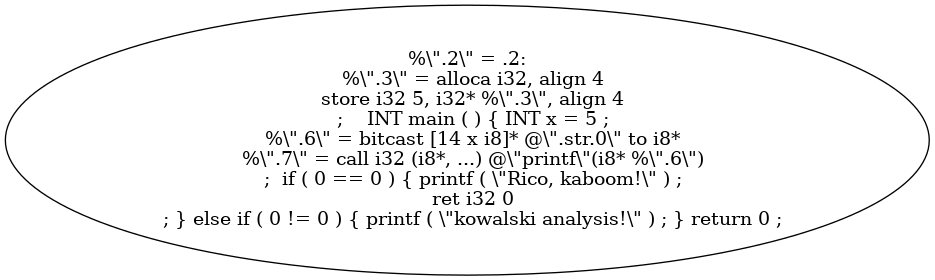 %\".2\" = .2:
%\".3\" = alloca i32, align 4
store i32 5, i32* %\".3\", align 4
;    INT main ( ) { INT x = 5 ;
%\".6\" = bitcast [14 x i8]* @\".str.0\" to i8*
%\".7\" = call i32 (i8*, ...) @\"printf\"(i8* %\".6\")
;  if ( 0 == 0 ) { printf ( \"Rico, kaboom!\" ) ;
ret i32 0
; } else if ( 0 != 0 ) { printf ( \"kowalski analysis!\" ) ; } return 0 ;